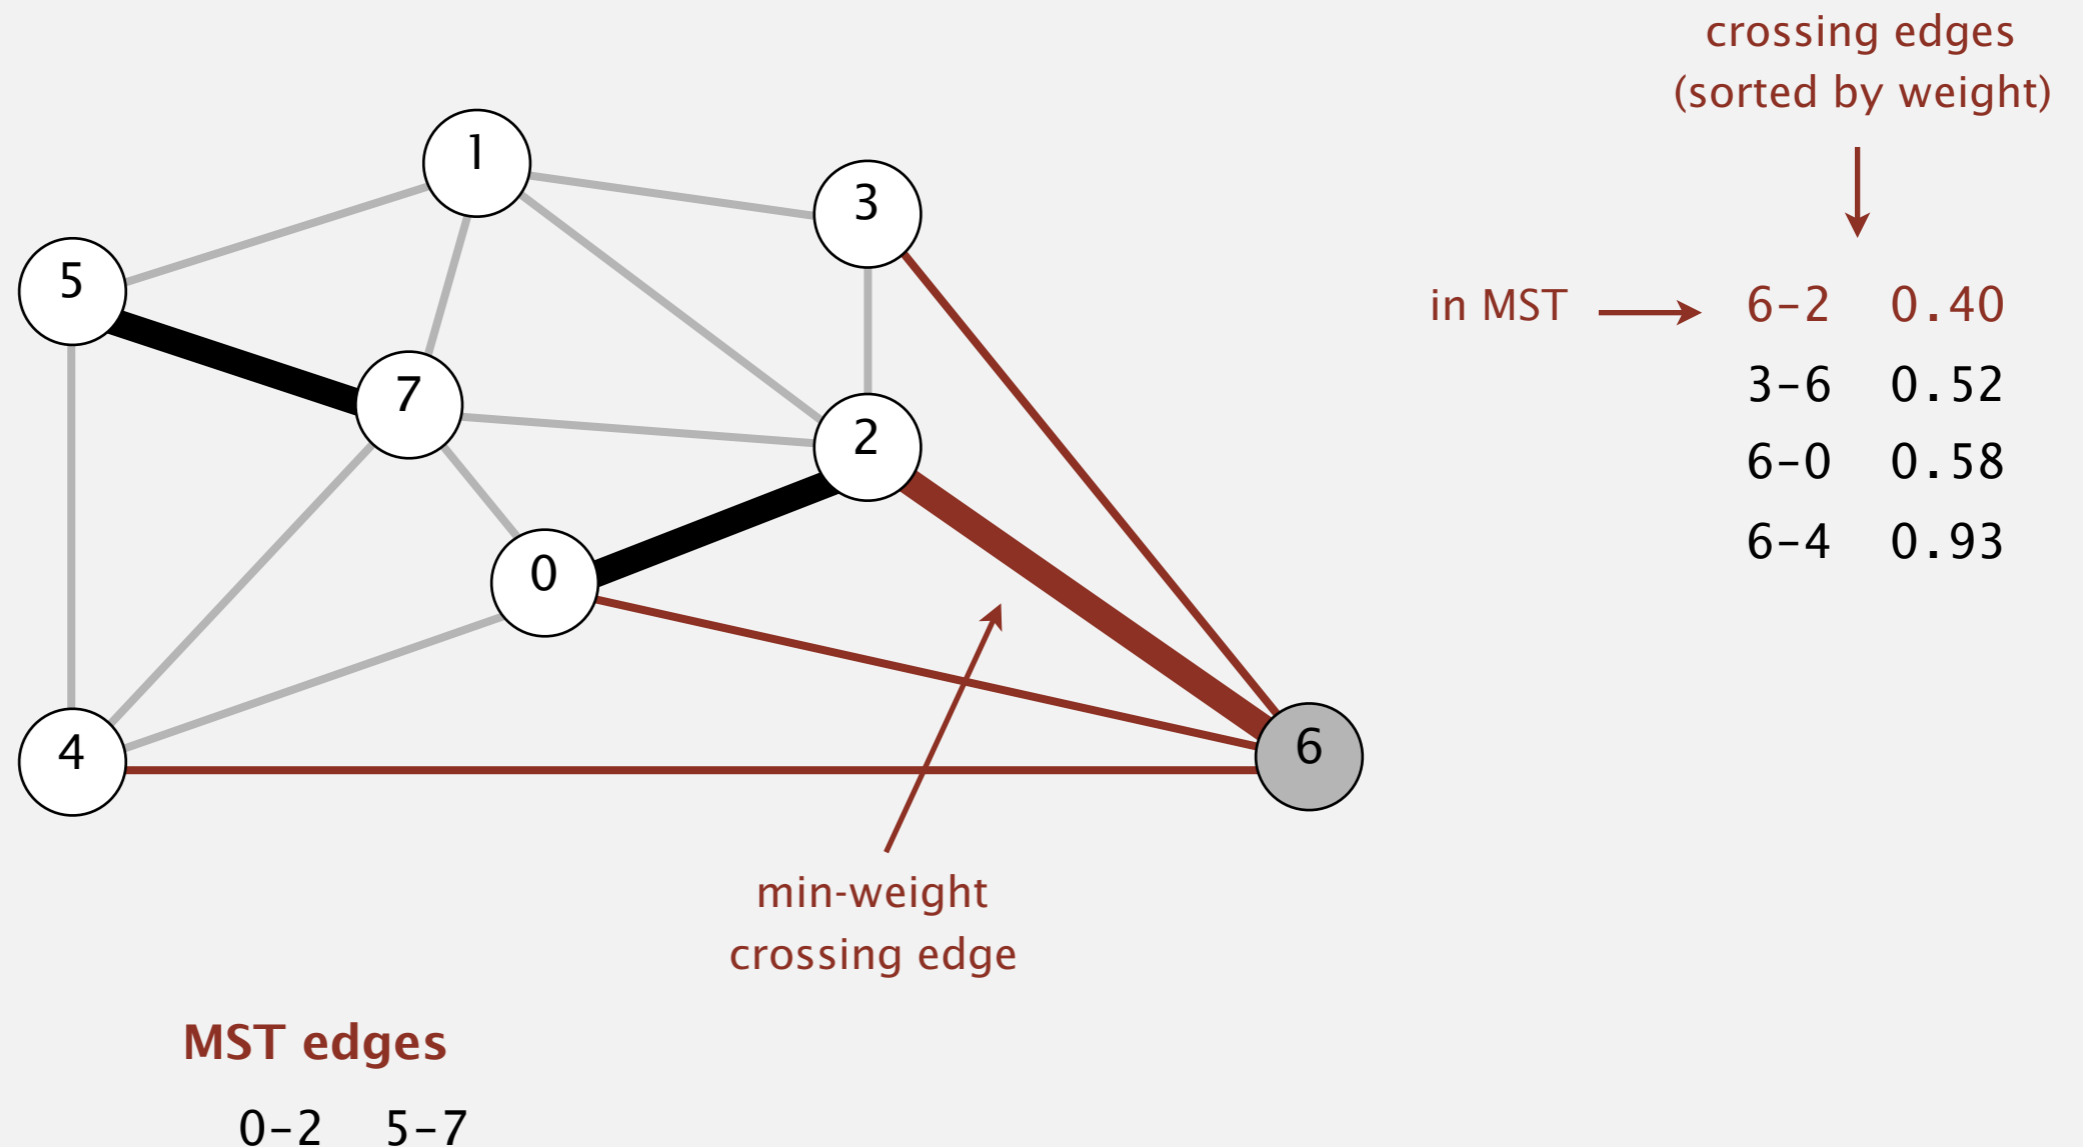 crossing edges
(sorted by weight)
1
3
5
in MST
6-2 0.40
7
3-6 0.52
2
6-0 0.58
0
6-4 0.93
4
6
min-weight
crossing edge
MST edges
0-2 5-7